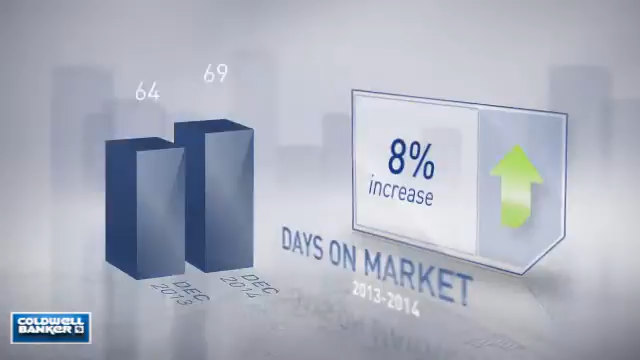 64
69
8%
increase
DEC
2013
DEC
2014
DAYS ON MARKET
2013-2014
COLDWELL
BANKER